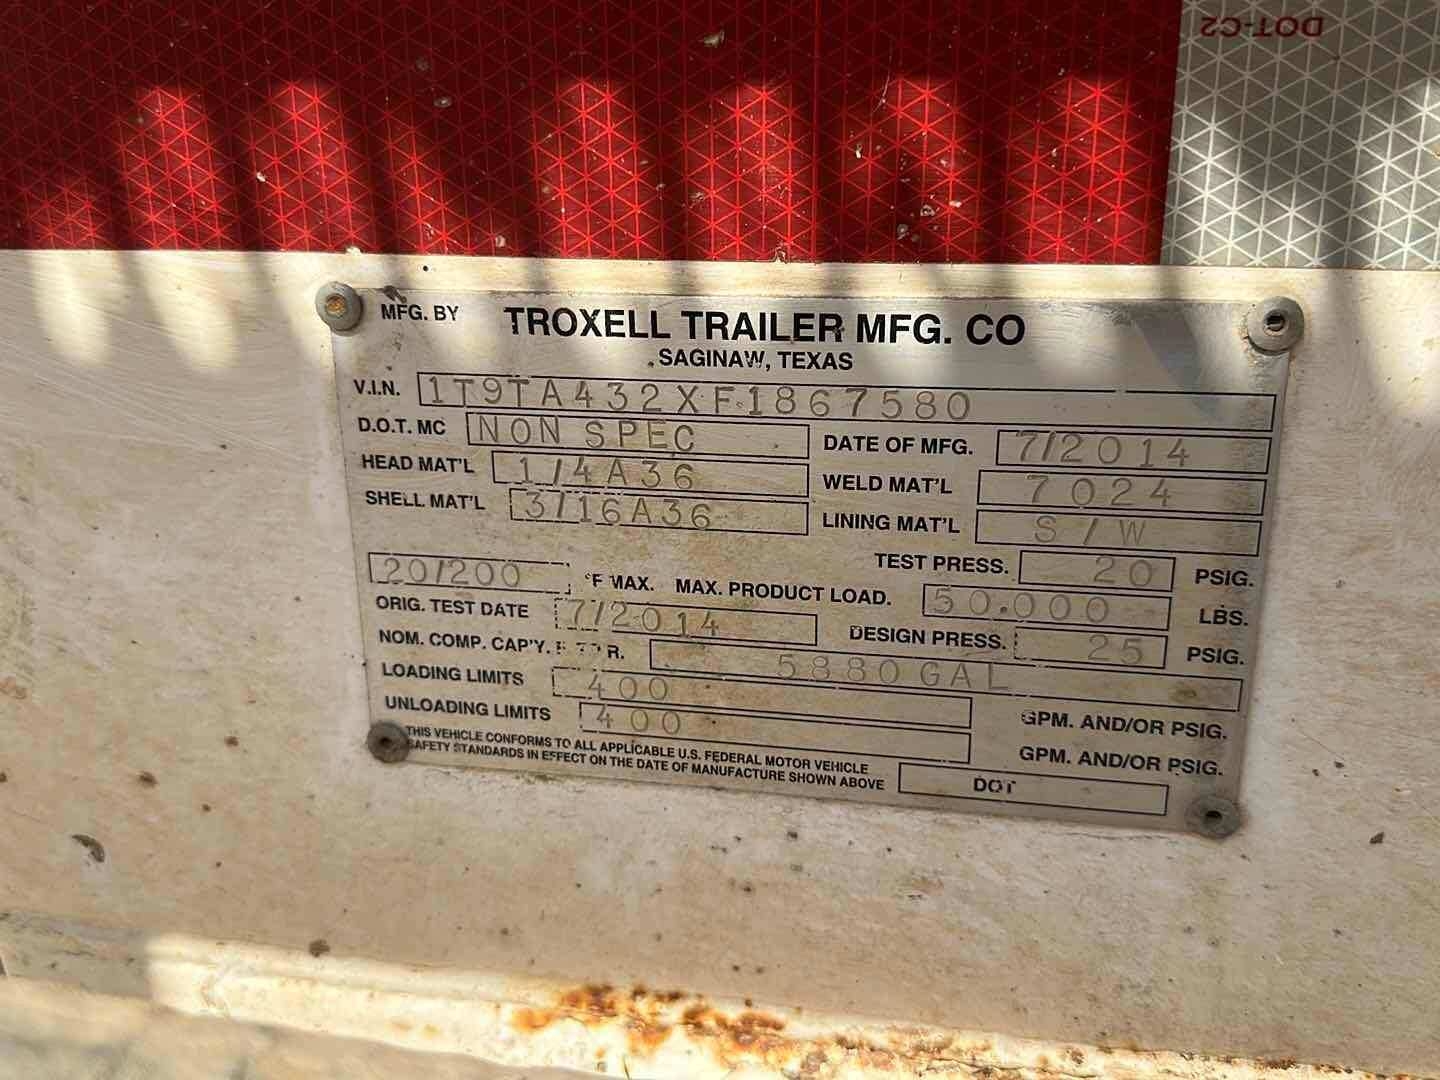 DOT-C2
MFG. BY TROXELL TRAILER MFG. CO
SAGINAW, TEXAS
V.I.N. 1T9TA432XF1867580
D.O.T. MC NON SPEC DATE OF MFG. 7/2014
HEAD MAT'L 1/4A36 WELD MAT'L 7024
SHELL MAT'L 3/16A36 LINING MAT'L S/W
TEST PRESS. 20 PSIG.
20/200 °F MAX. MAX. PRODUCT LOAD. 50.000 LBS.
ORIG. TEST DATE 7/2014 DESIGN PRESS. 25 PSIG.
NOM. COMP. CAP'Y. R. 5880GAL
LOADING LIMITS 400 GPM. AND/OR PSIG.
UNLOADING LIMITS 400 GPM. AND/OR PSIG.
THIS VEHICLE CONFORMS TO ALL APPLICABLE U.S. FEDERAL MOTOR VEHICLE
SAFETY STANDARDS IN EFFECT ON THE DATE OF MANUFACTURE SHOWN ABOVE DOT